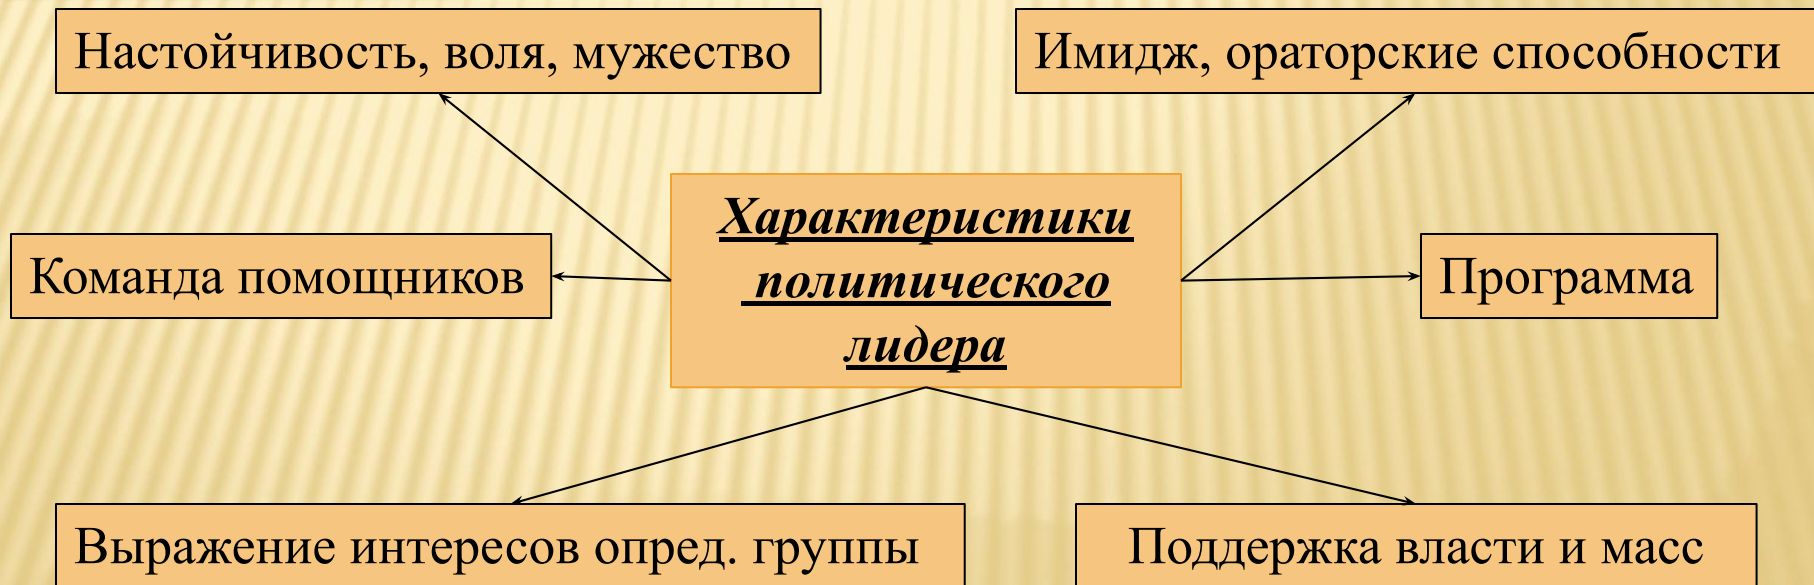 Настойчивость, воля, мужество
Имидж, ораторские способности
Характеристики
политического
лидера
Команда помощников
Программа
Выражение интересов опред. группы
Поддержка власти и масс